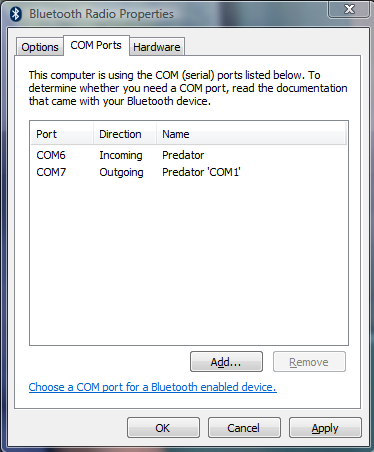 Bluetooth Radio Properties
Options COM Ports Hardware
This computer is using the COM (serial) ports listed below. To
determine whether you need a COM port, read the documentation
that came with your Bluetooth device.
Port Direction Name
COM6 Incoming Predator
COM7 Outgoing Predator 'COM1'
Add... Remove
Choose a COM port for a Bluetooth enabled device.
OK Cancel Apply